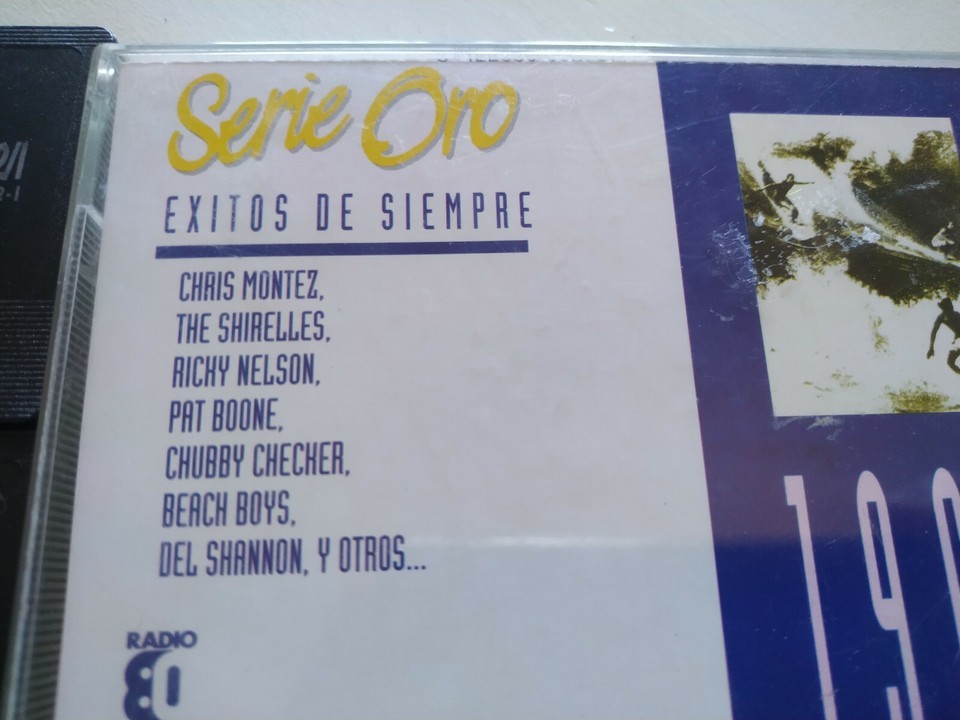 Serie Oro
EXITOS DE SIEMPRE
CHRIS MONTEZ,
THE SHIRELLES,
RICKY NELSON,
PAT BOONE,
CHUBBY CHECKER,
BEACH BOYS,
DEL SHANNON, Y OTROS...
RADIO
80